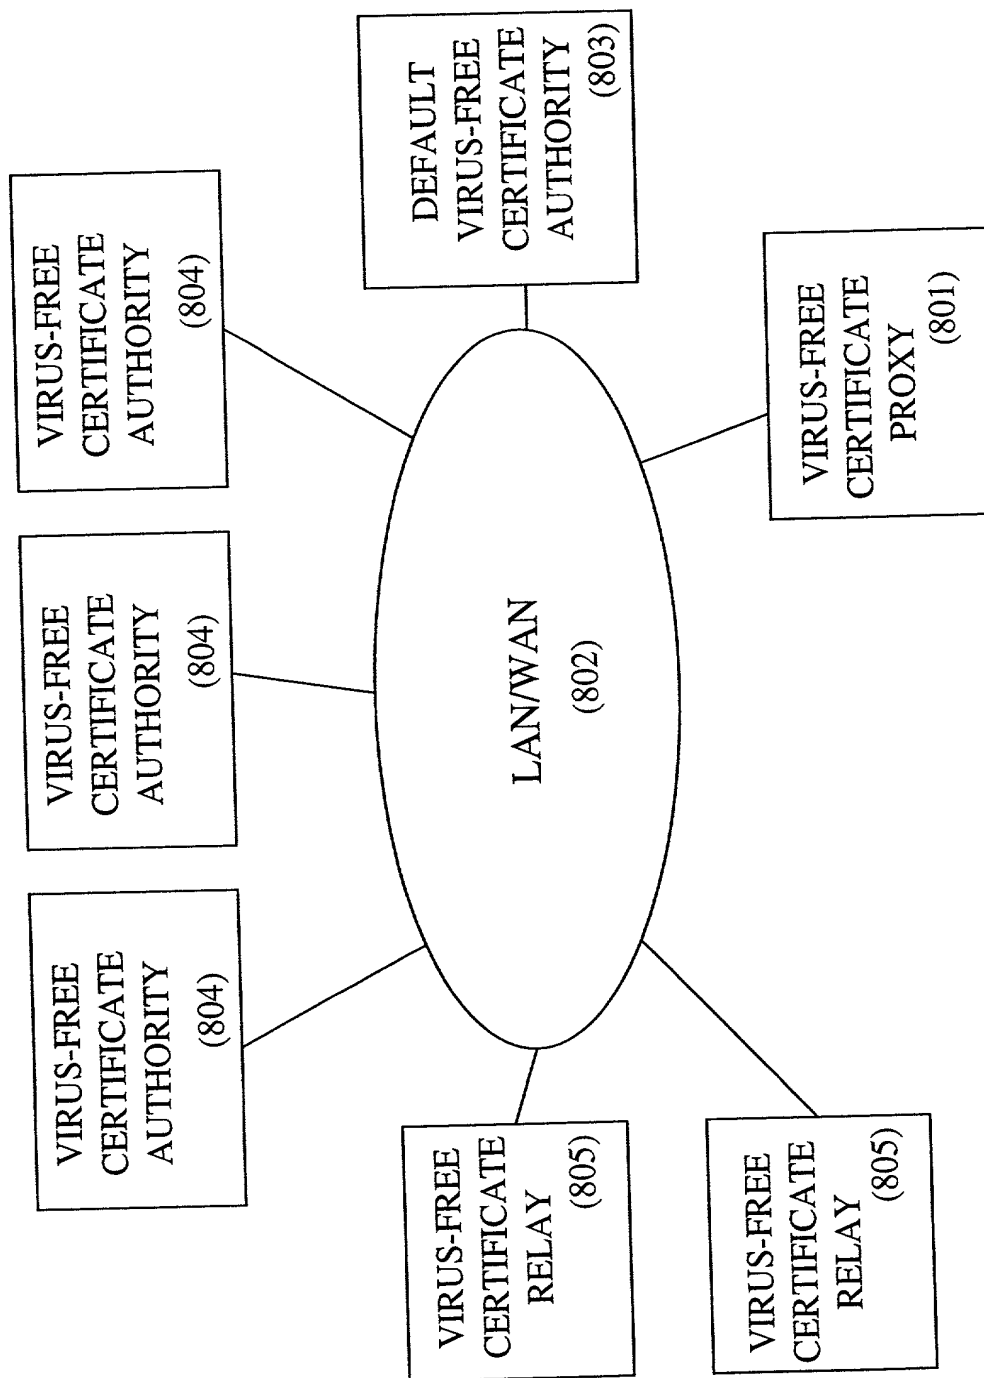 VIRUS-FREE
CERTIFICATE
AUTHORITY
(804)
VIRUS-FREE
CERTIFICATE
AUTHORITY
(804)
VIRUS-FREE
CERTIFICATE
AUTHORITY
(804)
VIRUS-FREE
CERTIFICATE
RELAY
(805)
LAN/WAN
(802)
DEFAULT
VIRUS-FREE
CERTIFICATE
AUTHORITY
(803)
VIRUS-FREE
CERTIFICATE
RELAY
(805)
VIRUS-FREE
CERTIFICATE
PROXY
(801)